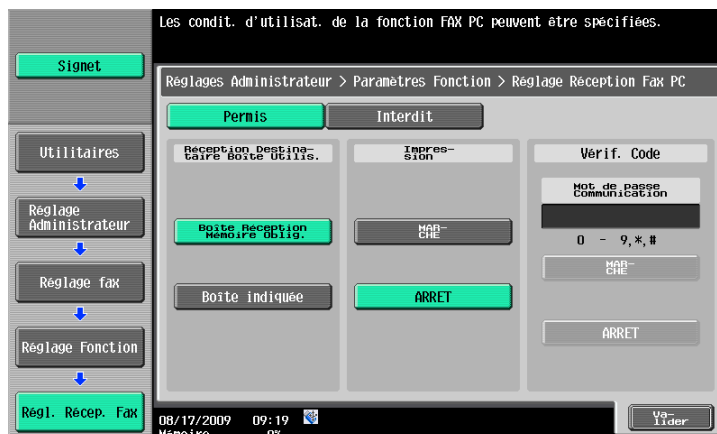 Les condit. d'utilisat. de la fonction FAX PC peuvent être spécifiées.
Signet
Réglages Administrateur > Paramètres Fonction > Réglage Réception Fax PC
Permis
Interdit
Utilitaires
Réglage
Administrateur
Réglage fax
Réglage Fonction
Régl. Récep. Fax
Réception Destina-
taire Boîte Utilis.
Boîte Réception
Mémoire Oblig.
Boîte indiquée
Impres-
sion
MAR-
CHE
ARRET
Vérif. Code
Mot de passe
Communication
0 - 9,*,#
MAR-
CHE
ARRET
08/17/2009 09:19
Mémoire 0%
Va-
lider